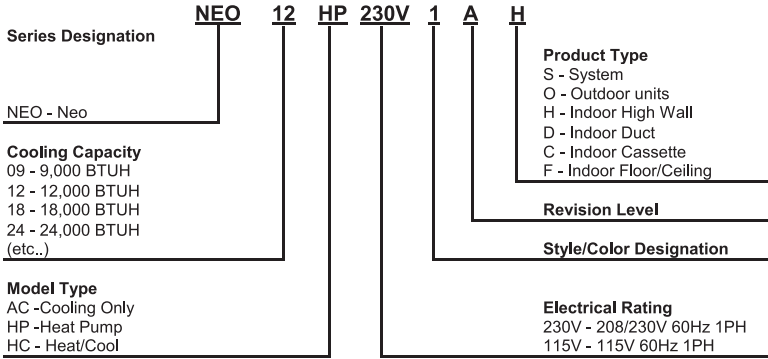 NEO 12 HP 230V 1 A H
Series Designation
NEO - Neo
Cooling Capacity
09 - 9,000 BTUH
12 - 12,000 BTUH
18 - 18,000 BTUH
24 - 24,000 BTUH
(etc..)
Model Type
AC -Cooling Only
HP -Heat Pump
HC - Heat/Cool
Product Type
S - System
O - Outdoor units
H - Indoor High Wall
D - Indoor Duct
C - Indoor Cassette
F - Indoor Floor/Ceiling
Revision Level
Style/Color Designation
Electrical Rating
230V - 208/230V 60Hz 1PH
115V - 115V 60Hz 1PH